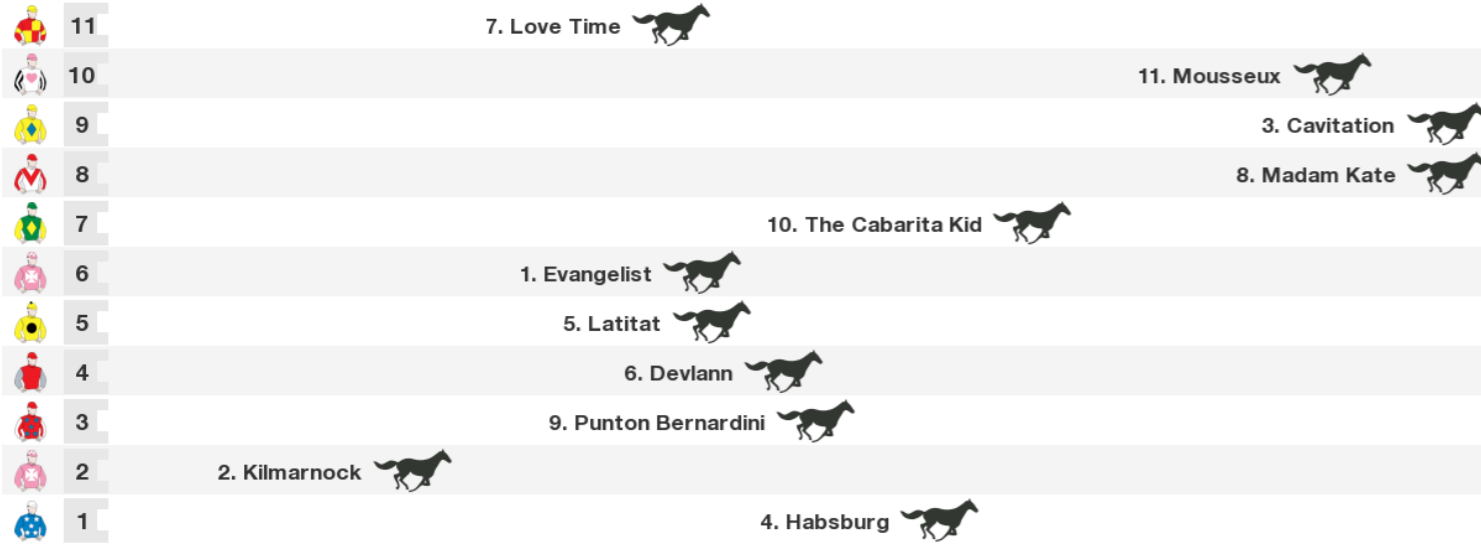 11 7. Love Time
10 11. Mousseux
9 3. Cavitation
8 8. Madam Kate
7 10. The Cabarita Kid
6 1. Evangelist
5 5. Latitat
4 6. Devlann
3 9. Punton Bernardini
2 2. Kilmarnock
1 4. Habsburg